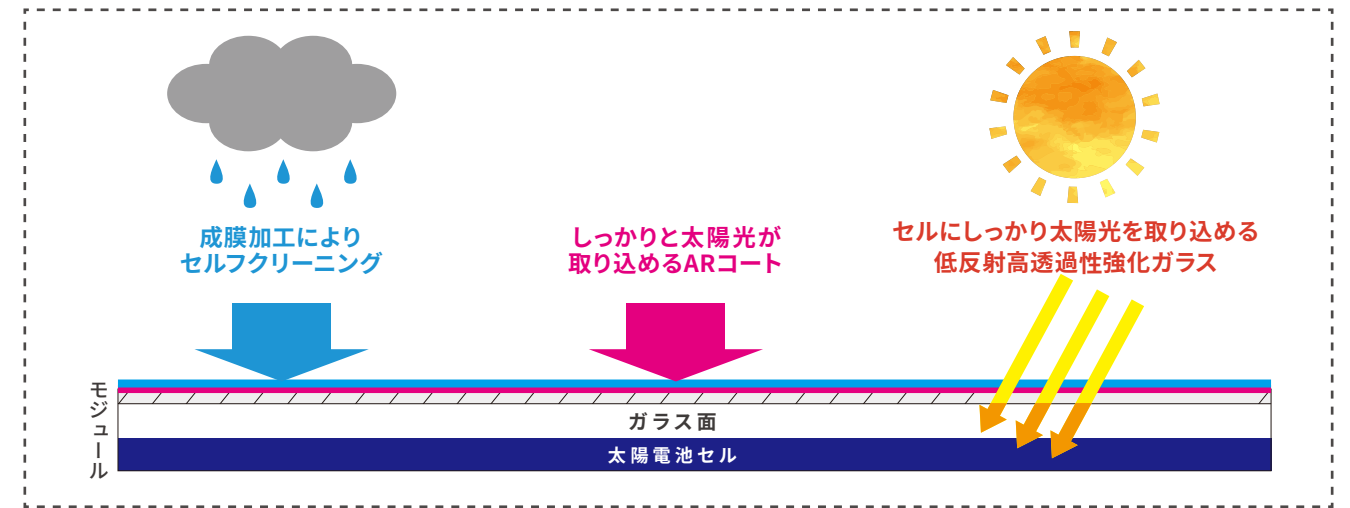 成膜加工により
セルフクリーニング
しっかりと太陽光が
取り込めるARコート
セルにしっかり太陽光を取り込める
低反射高透過性強化ガラス
モジュール
ガラス面
太陽電池セル